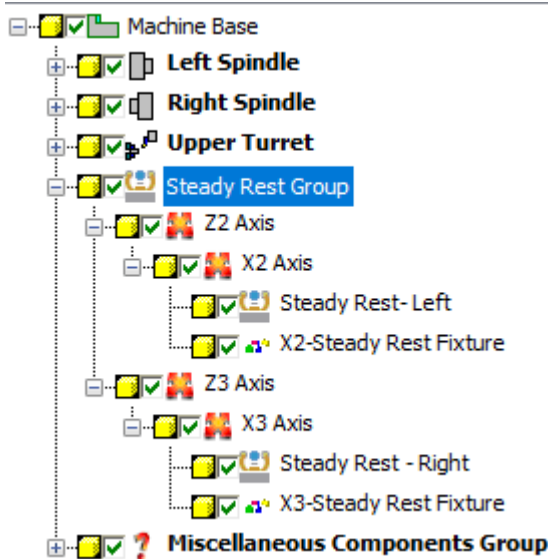 Machine Base
Left Spindle
Right Spindle
Upper Turret
Steady Rest Group
Z2 Axis
X2 Axis
Steady Rest- Left
X2-Steady Rest Fixture
Z3 Axis
X3 Axis
Steady Rest - Right
X3-Steady Rest Fixture
Miscellaneous Components Group